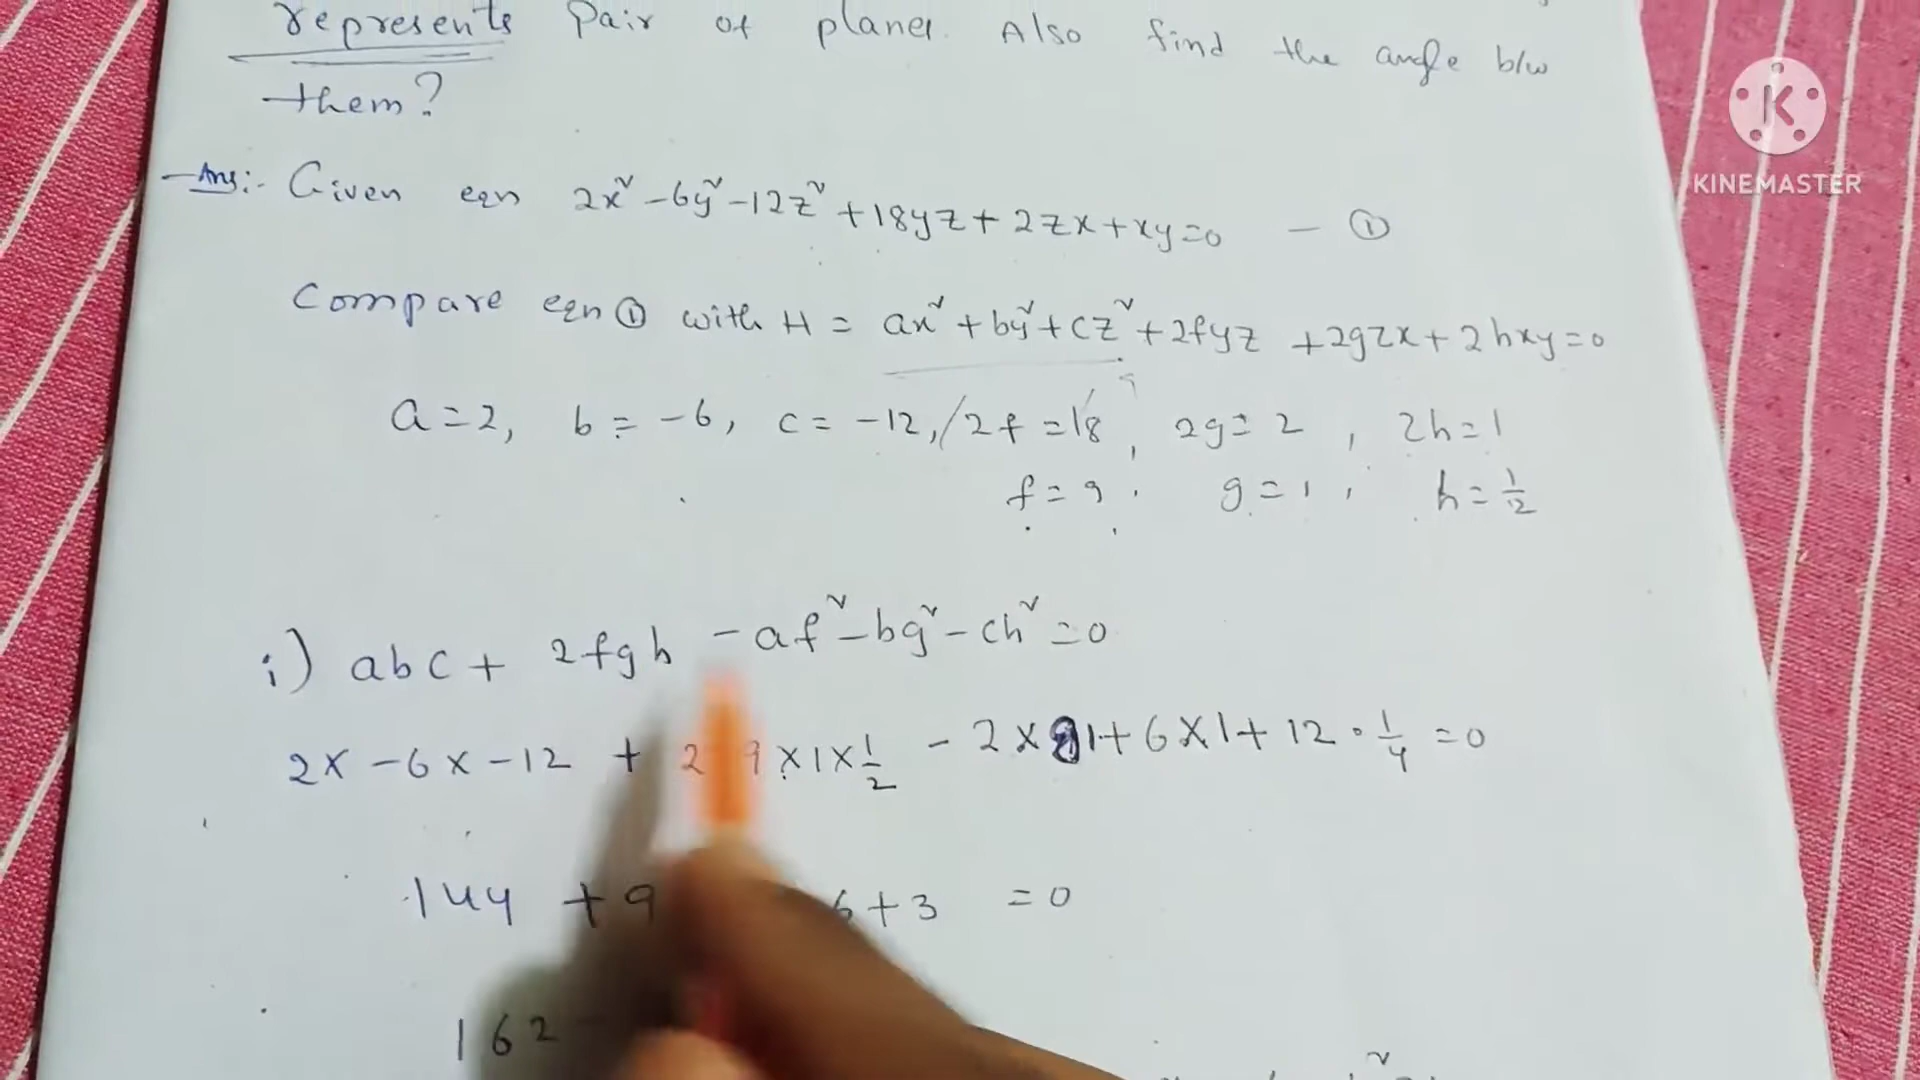 represents pair of planes. Also find the angle b/w
them?
KINEMASTER
Ans:- Given eqn 2x² - 6y² - 12z² + 18yz + 2zx + xy = 0 — ①
Compare eqn ① with H = ax² + by² + cz² + 2fyz + 2gzx + 2hxy = 0
a = 2, b = -6, c = -12, / 2f = 18, 2g = 2, 2h = 1
f = 9, g = 1, h = 1/2
i) abc + 2fgh - af² - bg² - ch² = 0
2x - 6x - 12 + 2 9 x 1 x 1/2 - 2 x 81 + 6 x 1 + 12 · 1/4 = 0
144 + 9 6 + 3 = 0
162